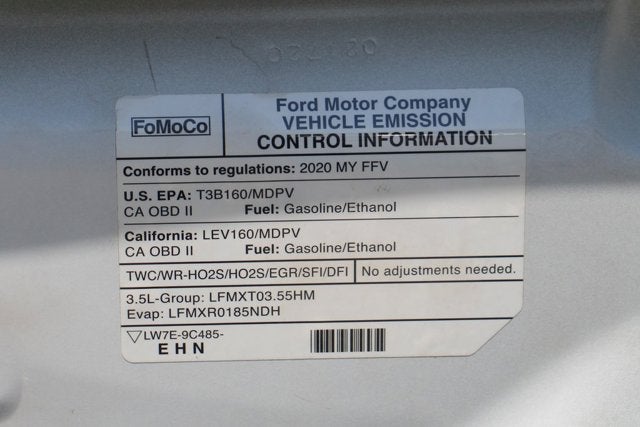 FoMoCo
Ford Motor Company
VEHICLE EMISSION
CONTROL INFORMATION
Conforms to regulations: 2020 MY FFV
U.S. EPA: T3B160/MDPV
CA OBD II Fuel: Gasoline/Ethanol
California: LEV160/MDPV
CA OBD II Fuel: Gasoline/Ethanol
TWC/WR-HO2S/HO2S/EGR/SFI/DFI No adjustments needed.
3.5L-Group: LFMXT03.55HM
Evap: LFMXR0185NDH
LW7E-9C485-
EHN